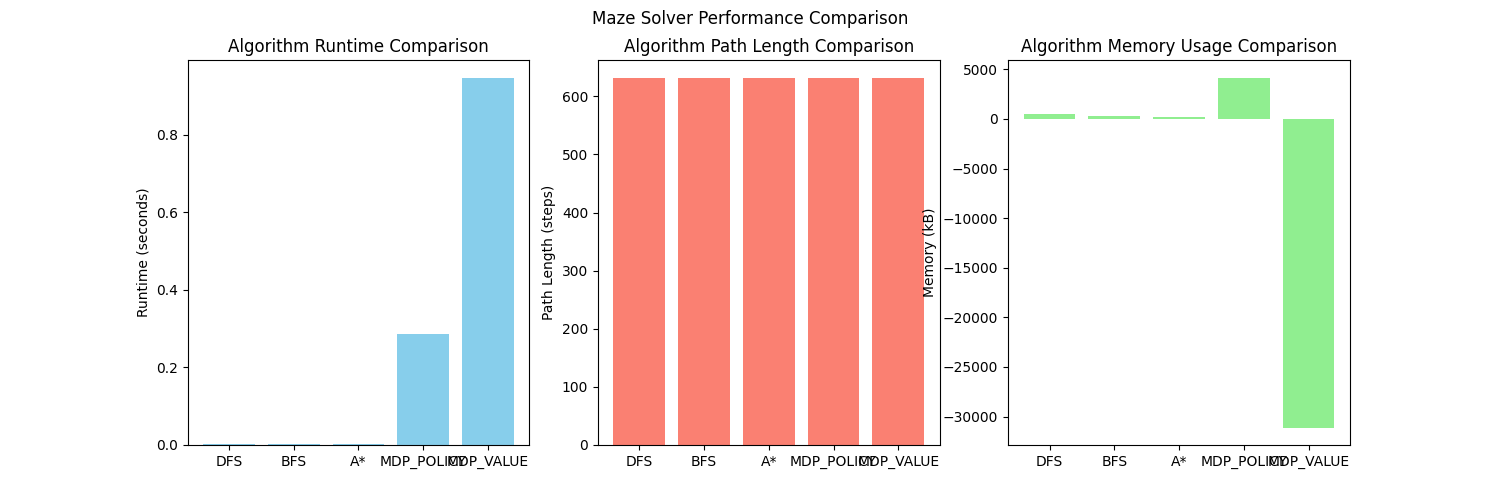 Maze Solver Performance Comparison
Algorithm Runtime Comparison
Runtime (seconds)
0.8
0.6
0.4
0.2
0.0
DFS BFS A* MDP_POLICY MDP_VALUE
Algorithm Path Length Comparison
Path Length (steps)
600
500
400
300
200
100
0
DFS BFS A* MDP_POLICY MDP_VALUE
Algorithm Memory Usage Comparison
Memory (kB)
5000
0
−5000
−10000
−15000
−20000
−25000
−30000
DFS BFS A* MDP_POLICY MDP_VALUE